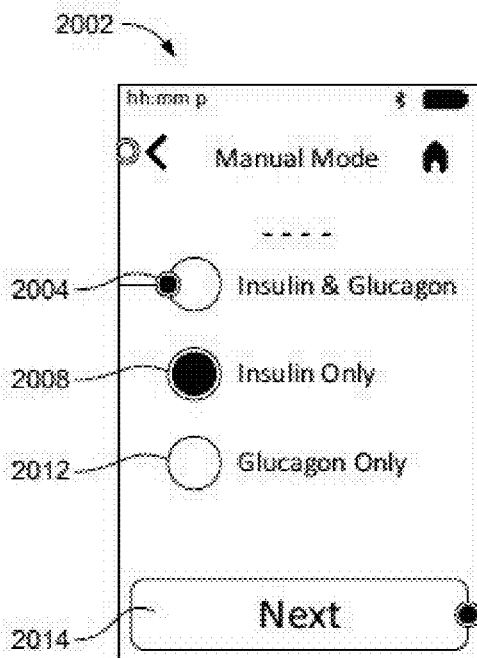 2002
hh:mm p
Manual Mode
- - - -
2004 Insulin & Glucagon
2008 Insulin Only
2012 Glucagon Only
Next
2014